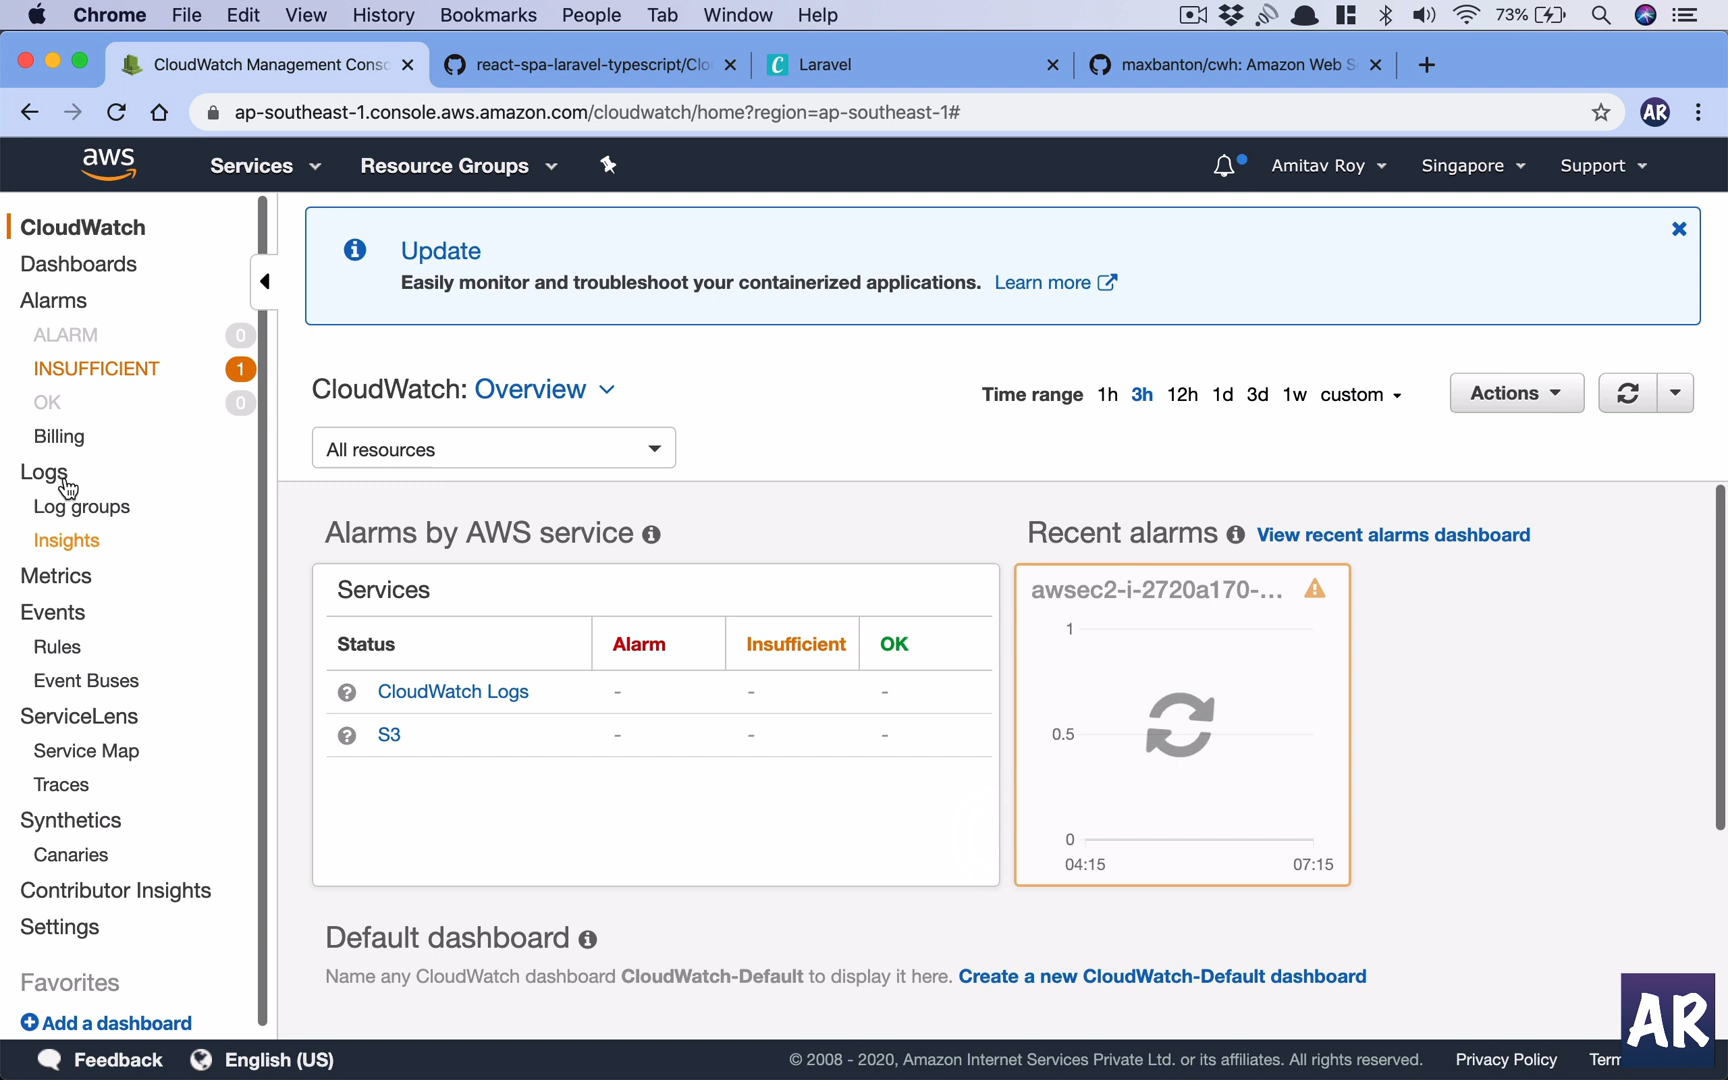 Chrome File Edit View History Bookmarks People Tab Window Help 73%
CloudWatch Management Conso react-spa-laravel-typescript/Clo C Laravel maxbanton/cwh: Amazon Web S
ap-southeast-1.console.aws.amazon.com/cloudwatch/home?region=ap-southeast-1# AR
aws Services Resource Groups Amitav Roy Singapore Support
CloudWatch
Dashboards
Alarms
ALARM 0
INSUFFICIENT 1
OK 0
Billing
Logs
Log groups
Insights
Metrics
Events
Rules
Event Buses
ServiceLens
Service Map
Traces
Synthetics
Canaries
Contributor Insights
Settings
Favorites
Add a dashboard
Update
Easily monitor and troubleshoot your containerized applications. Learn more
CloudWatch: Overview
Time range 1h 3h 12h 1d 3d 1w custom Actions
All resources
Alarms by AWS service
Services
Status Alarm Insufficient OK
? CloudWatch Logs - - -
? S3 - - -
Recent alarms View recent alarms dashboard
awsec2-i-2720a170-...
1
0.5
0
04:15 07:15
Default dashboard
Name any CloudWatch dashboard CloudWatch-Default to display it here. Create a new CloudWatch-Default dashboard
AR
Feedback English (US) © 2008 - 2020, Amazon Internet Services Private Ltd. or its affiliates. All rights reserved. Privacy Policy Term